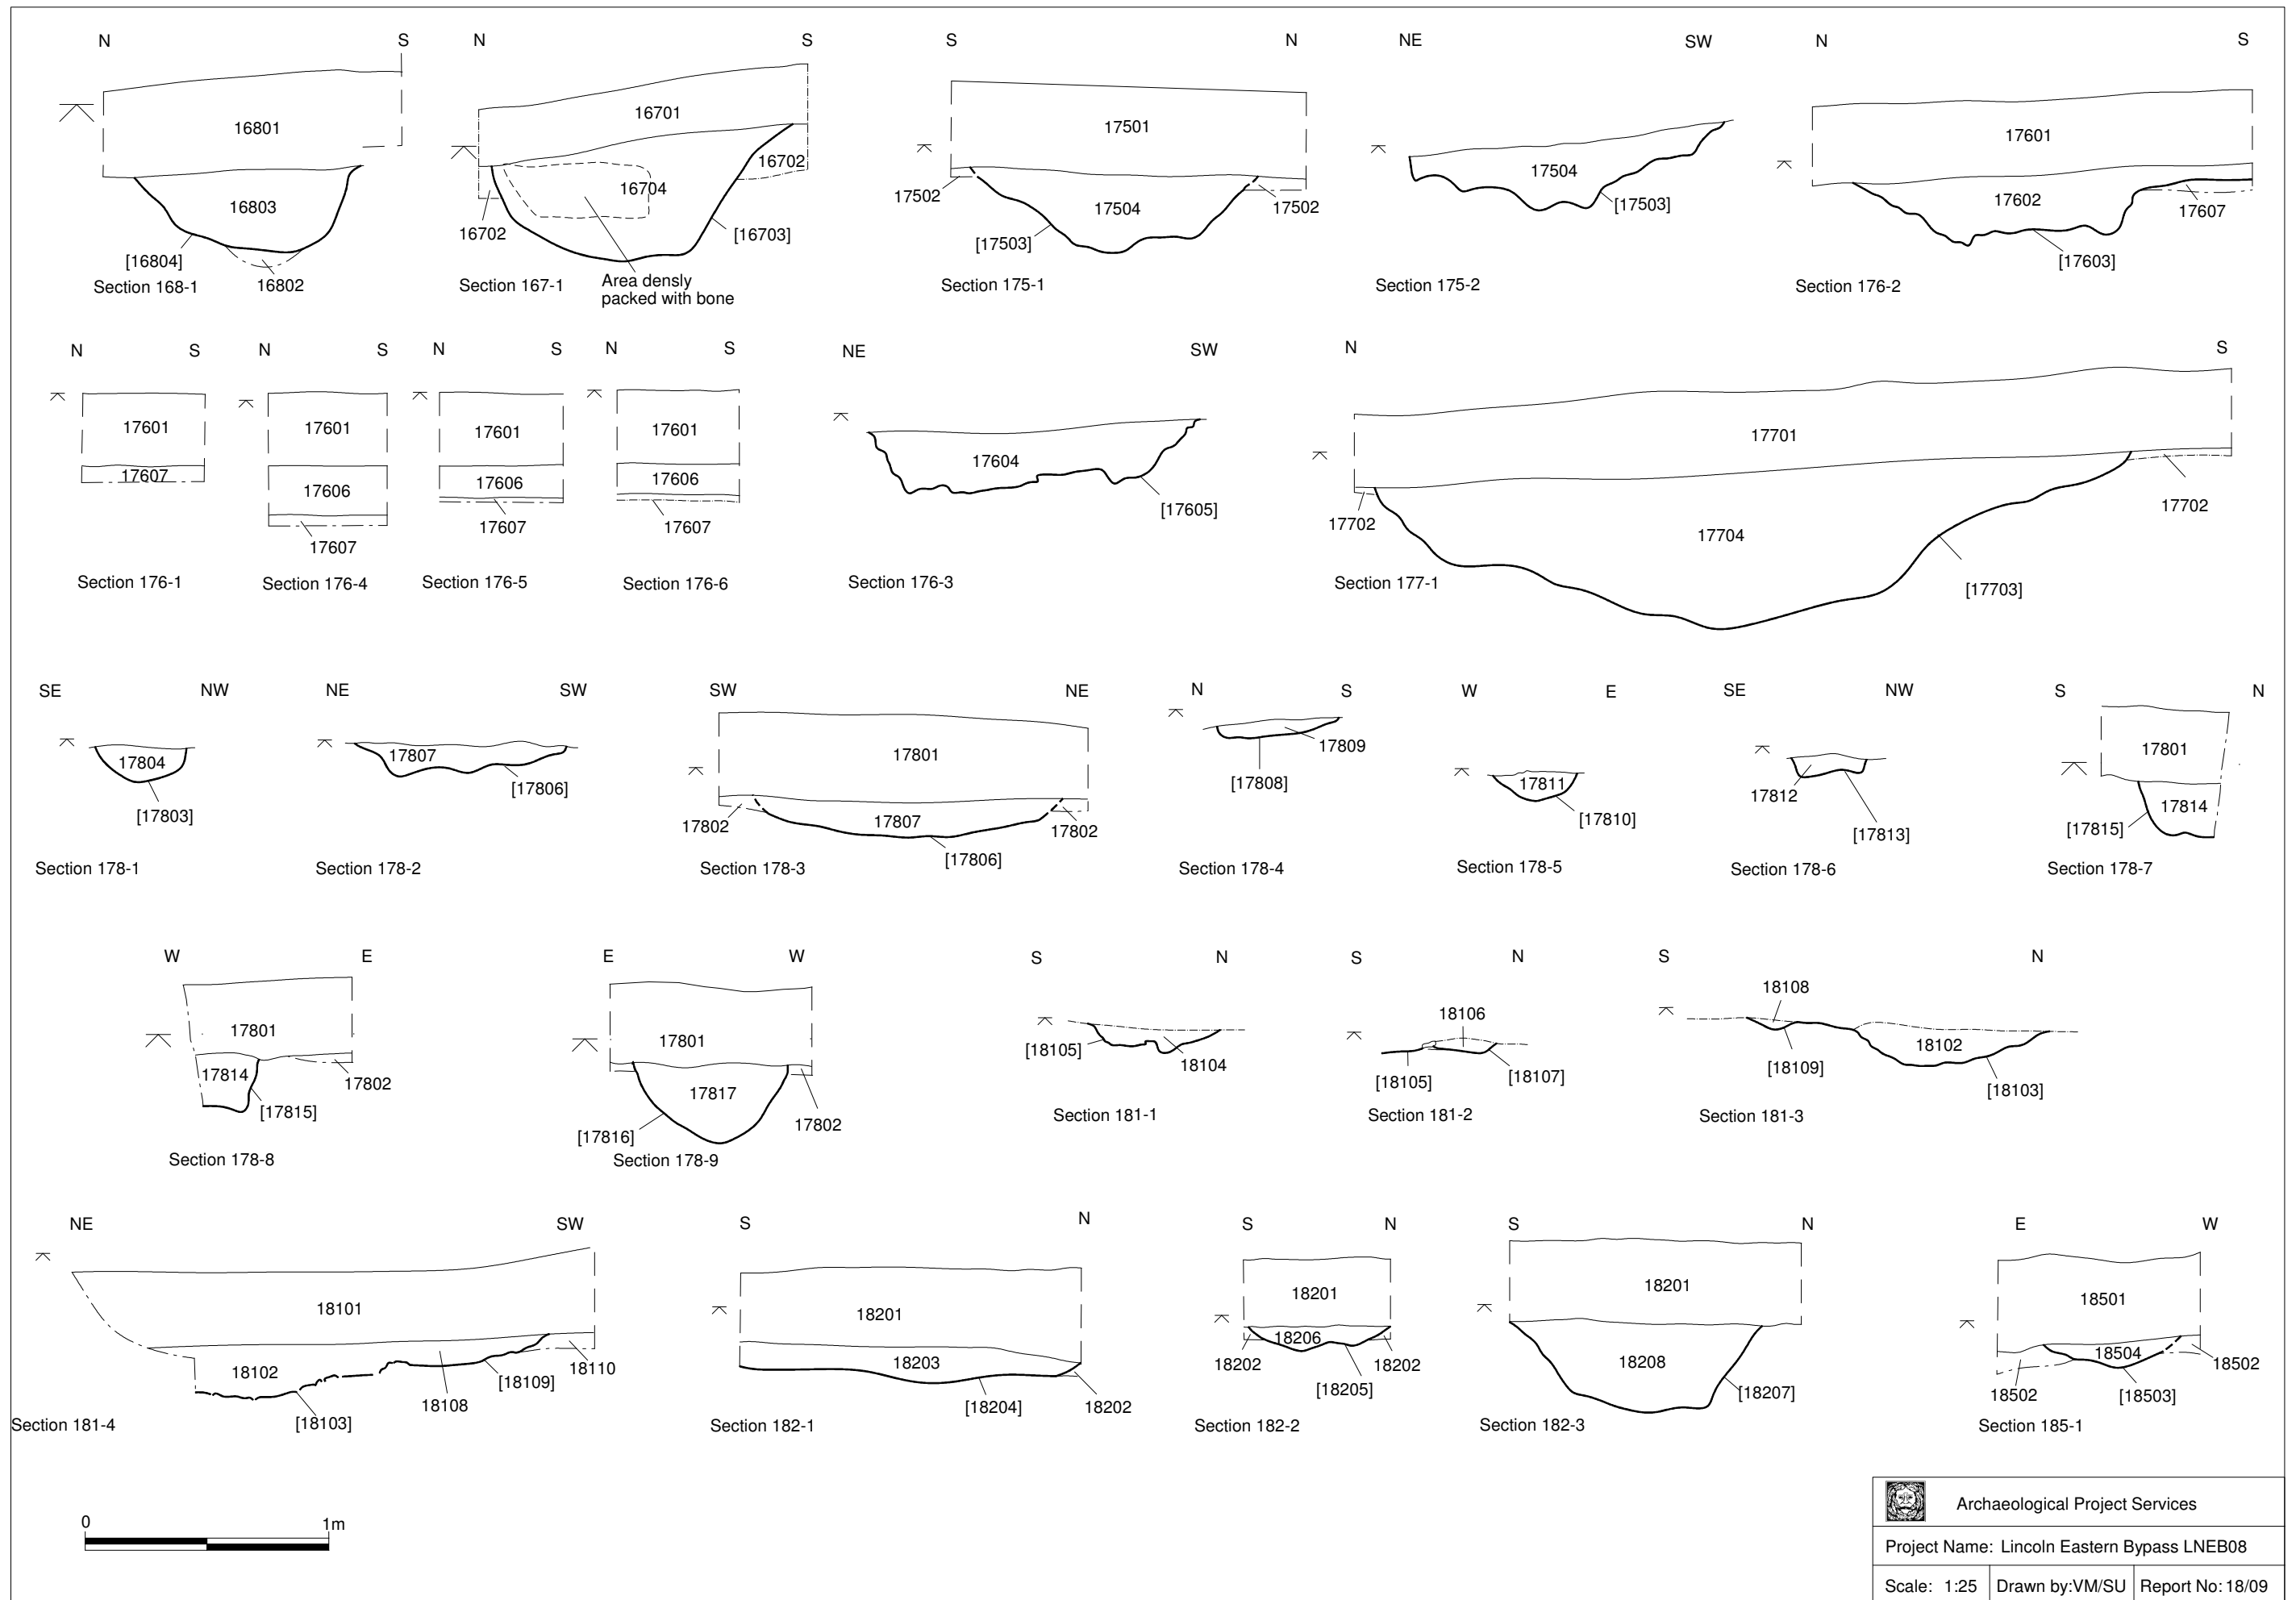 N S N S S N NE SW N S
16801
16803
[16804]
16802
Section 168-1
16701
16702
16704
16702
[16703]
Section 167-1
Area densly
packed with bone
17501
17502
17504
17502
[17503]
Section 175-1
17504
[17503]
Section 175-2
17601
17602
17607
[17603]
Section 176-2
N S N S N S N S NE SW N S
17601
17607
Section 176-1
17601
17606
17607
Section 176-4
17601
17606
17607
Section 176-5
17601
17606
17607
Section 176-6
17604
[17605]
Section 176-3
17701
17702
17702
17704
[17703]
Section 177-1
SE NW NE SW SW NE N S W E SE NW S N
17804
[17803]
Section 178-1
17807
[17806]
Section 178-2
17801
17802
17807
17802
[17806]
Section 178-3
17809
[17808]
Section 178-4
17811
[17810]
Section 178-5
17812
[17813]
Section 178-6
17801
17814
[17815]
Section 178-7
W E E W S N S N S N
17801
17814
17802
[17815]
Section 178-8
17801
17817
17802
[17816]
Section 178-9
[18105]
18104
Section 181-1
18106
[18105]
[18107]
Section 181-2
18108
18102
[18109]
[18103]
Section 181-3
NE SW S N S N S N E W
18101
18102
18110
[18109]
18108
[18103]
Section 181-4
18201
18203
[18204]
18202
Section 182-1
18201
18206
18202
18202
[18205]
Section 182-2
18201
18208
[18207]
Section 182-3
18501
18504
18502
18502
[18503]
Section 185-1
0 1m
Archaeological Project Services
Project Name: Lincoln Eastern Bypass LNEB08
Scale: 1:25 Drawn by:VM/SU Report No: 18/09